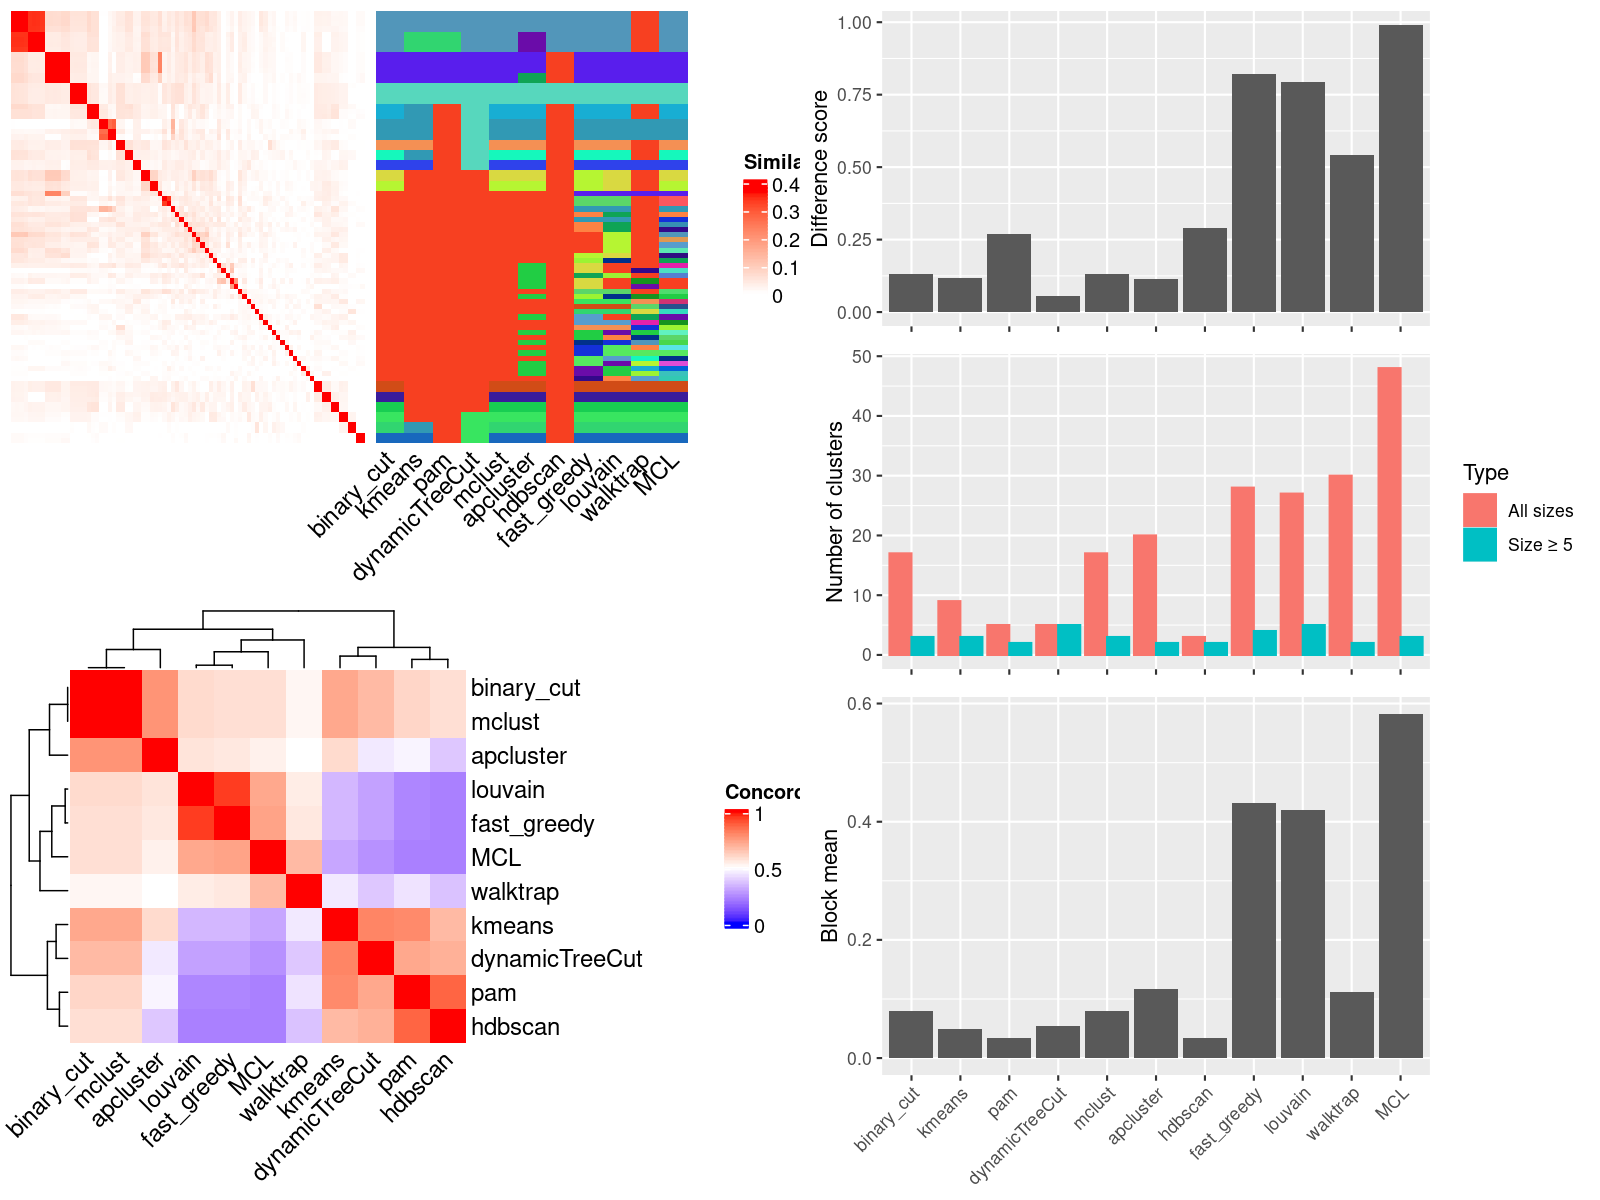 Simila
0.4
0.3
0.2
0.1
0
binary_cut
kmeans
pam
dynamicTreeCut
mclust
apcluster
hdbscan
fast_greedy
louvain
walktrap
MCL
binary_cut
mclust
apcluster
louvain
fast_greedy
MCL
walktrap
kmeans
dynamicTreeCut
pam
hdbscan
Concord
1
0.5
0
binary_cut
mclust
apcluster
louvain
fast_greedy
MCL
walktrap
kmeans
dynamicTreeCut
pam
hdbscan
Difference score
1.00
0.75
0.50
0.25
0.00
Number of clusters
50
40
30
20
10
0
Type
All sizes
Size ≥ 5
Block mean
0.6
0.4
0.2
0.0
binary_cut
kmeans
pam
dynamicTreeCut
mclust
apcluster
hdbscan
fast_greedy
louvain
walktrap
MCL